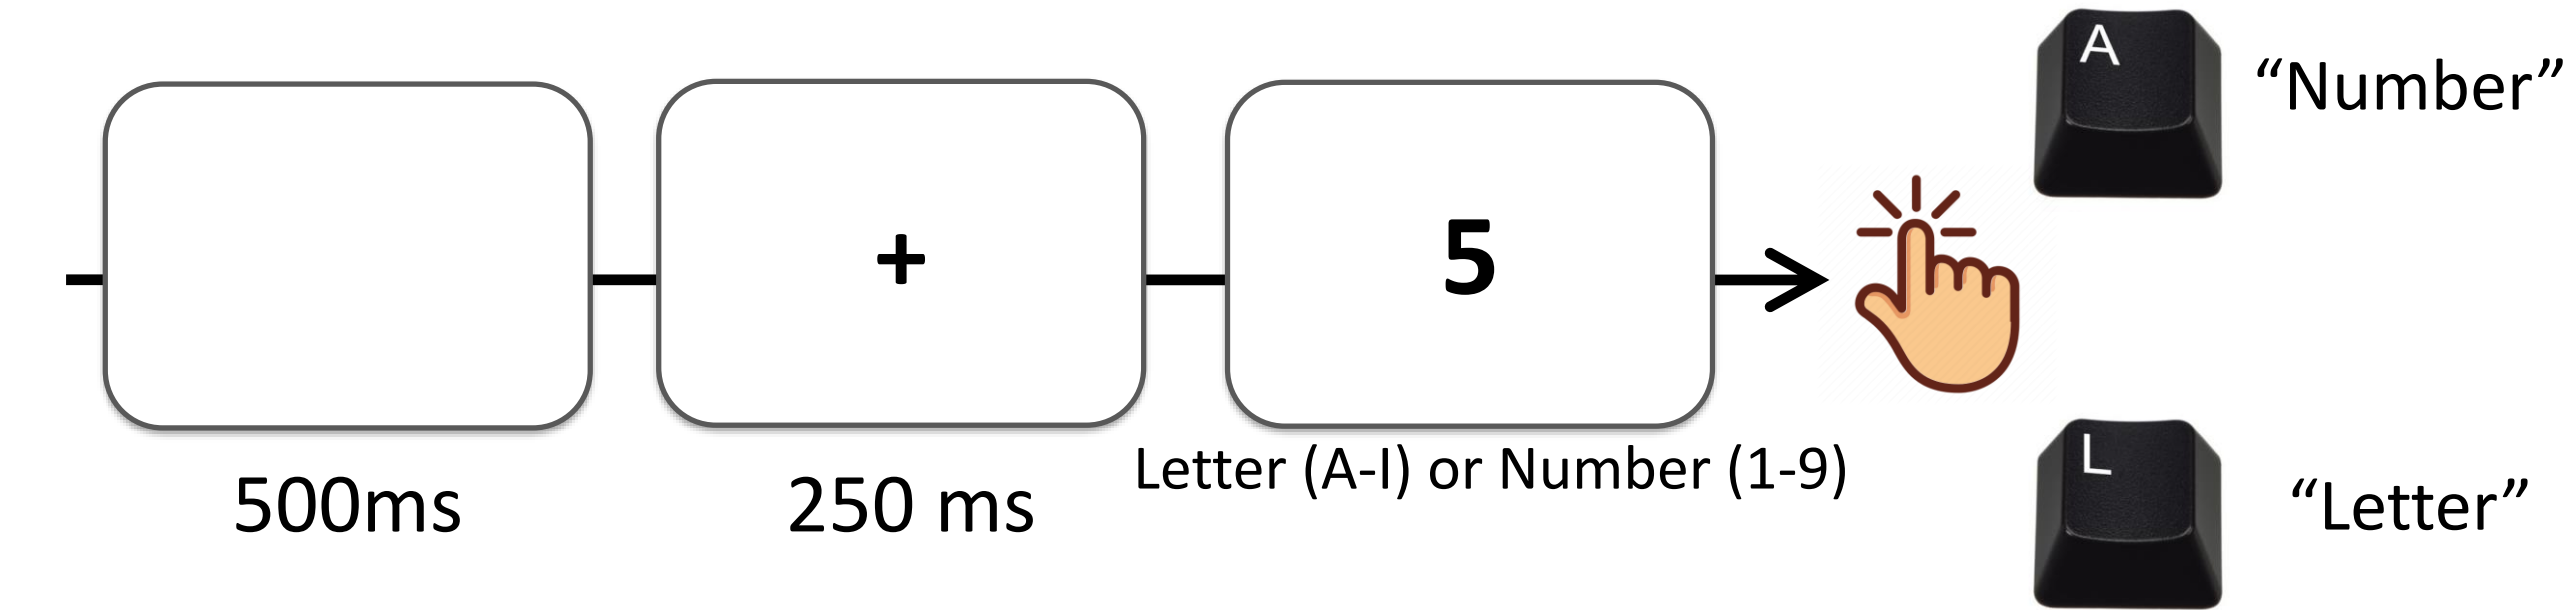 +
5
500ms
250 ms
Letter (A-I) or Number (1-9)
A
“Number”
L
“Letter”